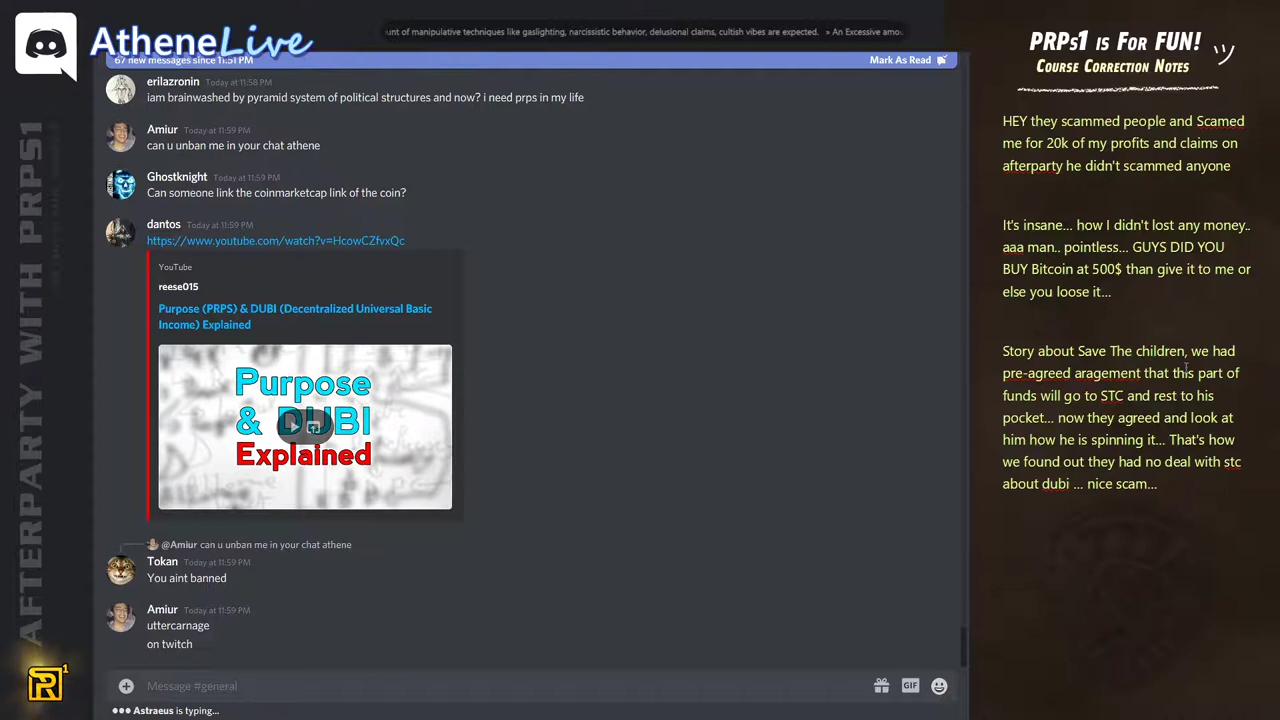 AtheneLive
unt of manipulative techniques like gaslighting, narcissistic behavior, delusional claims, cultish vibes are expected.   » An Excessive amou
67 new messages since 11:51 PM
Mark As Read
erilazronin Today at 11:58 PM
iam brainwashed by pyramid system of political structures and now? i need prps in my life
Amiur Today at 11:59 PM
can u unban me in your chat athene
Ghostknight Today at 11:59 PM
Can someone link the coinmarketcap link of the coin?
dantos Today at 11:59 PM
https://www.youtube.com/watch?v=HcowCZfvxQc
YouTube
reese015
Purpose (PRPS) & DUBI (Decentralized Universal Basic
Income) Explained
Purpose
& DUBI
Explained
@Amiur can u unban me in your chat athene
Tokan Today at 11:59 PM
You aint banned
Amiur Today at 11:59 PM
uttercarnage
on twitch
Message #general
GIF
Astraeus is typing...
AFTERPARTY WITH PRPS1
R1
PRPS1 IS FOR FUN!
COURSE CORRECTION NOTES
HEY they scammed people and Scamed
me for 20k of my profits and claims on
afterparty he didn't scammed anyone
It's insane... how I didn't lost any money..
aaa man.. pointless... GUYS DID YOU
BUY Bitcoin at 500$ than give it to me or
else you loose it...
Story about Save The children, we had
pre-agreed aragement that this part of
funds will go to STC and rest to his
pocket... now they agreed and look at
him how he is spinning it... That's how
we found out they had no deal with stc
about dubi ... nice scam...